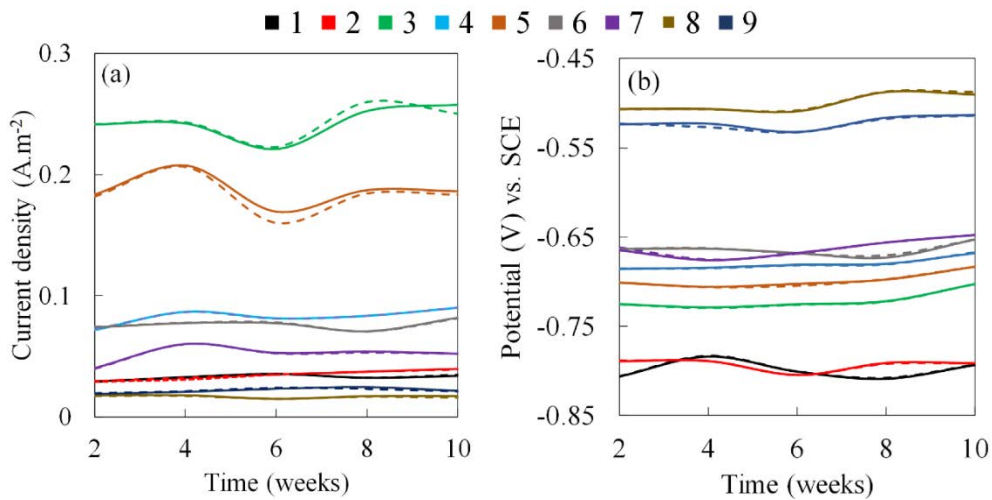 1 2 3 4 5 6 7 8 9
(a)
Current density (A.m-2)
0.3
0.2
0.1
0
2 4 6 8 10
Time (weeks)
(b)
Potential (V) vs. SCE
-0.45
-0.55
-0.65
-0.75
-0.85
2 4 6 8 10
Time (weeks)